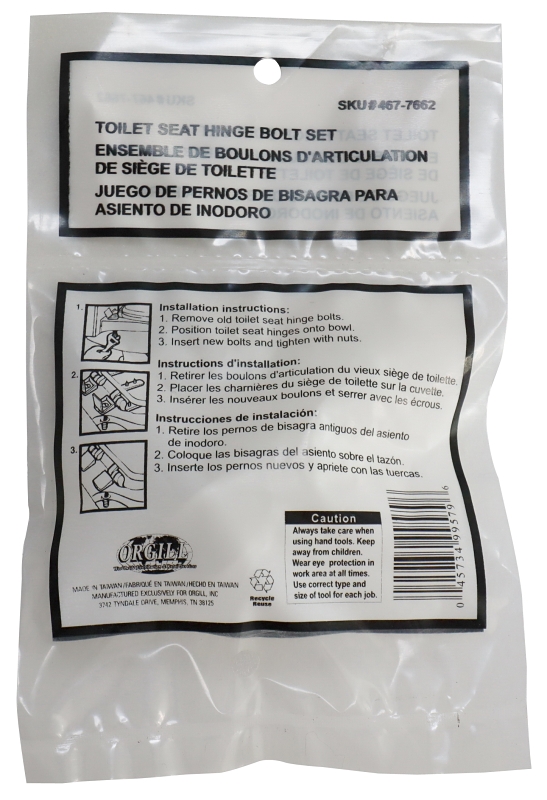 SKU#467-7662
TOILET SEAT HINGE BOLT SET
ENSEMBLE DE BOULONS D'ARTICULATION
DE SIÈGE DE TOILETTE
JUEGO DE PERNOS DE BISAGRA PARA
ASIENTO DE INODORO
1.
2.
3.
Installation instructions:
1. Remove old toilet seat hinge bolts.
2. Position toilet seat hinges onto bowl.
3. Insert new bolts and tighten with nuts.
Instructions d'installation:
1. Retirer les boulons d'articulation du vieux siège de toilette.
2. Placer les charnières du siège de toilette sur la cuvette.
3. Insérer les nouveaux boulons et serrer avec les écrous.
Instrucciones de instalación:
1. Retire los pernos de bisagra antiguos del asiento
de inodoro.
2. Coloque las bisagras del asiento sobre el tazón.
3. Inserte los pernos nuevos y apriete con las tuercas.
ORGILL
MADE IN TAIWAN/FABRIQUÉ EN TAIWAN/HECHO EN TAIWAN
MANUFACTURED EXCLUSIVELY FOR ORGILL, INC
3742 TYNDALE DRIVE, MEMPHIS, TN 38125
Recycle
Reuse
Caution
Always take care when
using hand tools. Keep
away from children.
Wear eye protection in
work area at all times.
Use correct type and
size of tool for each job.
0 45734 99579 6